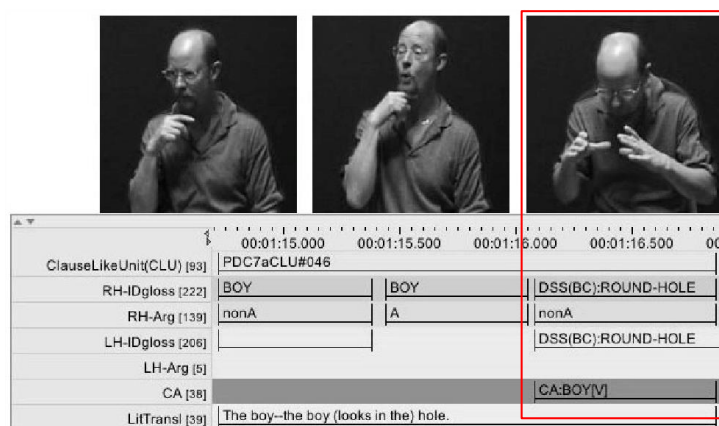 00:01:15.000 00:01:15.500 00:01:16.000 00:01:16.500 00
ClauseLikeUnit(CLU) [93] PDC7aCLU#046
RH-IDgloss [222] BOY BOY DSS(BC):ROUND-HOLE
RH-Arg [139] nonA A nonA
LH-IDgloss [206] DSS(BC):ROUND-HOLE
LH-Arg [5]
CA [38] CA:BOY[V]
LitTransl [39] The boy--the boy (looks in the) hole.